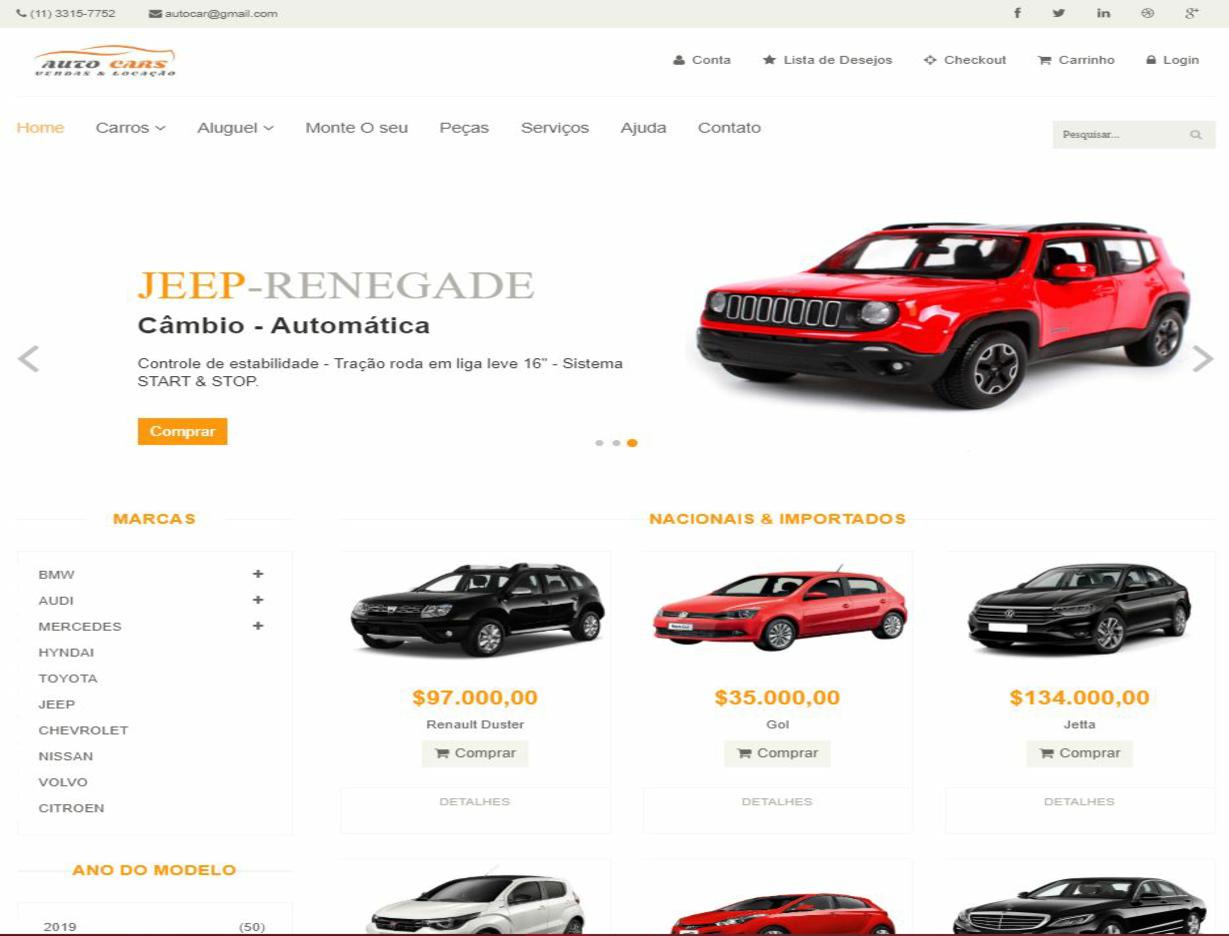 (11) 3315-7752
autocar@gmail.com
AUTO CARS
VENDAS & LOCAÇÃO
Conta
Lista de Desejos
Checkout
Carrinho
Login
Home
Carros
Aluguel
Monte O seu
Peças
Serviços
Ajuda
Contato
Pesquisar...
JEEP-RENEGADE
Câmbio - Automática
Controle de estabilidade - Tração roda em liga leve 16" - Sistema
START & STOP.
Comprar
MARCAS
BMW +
AUDI +
MERCEDES +
HYNDAI
TOYOTA
JEEP
CHEVROLET
NISSAN
VOLVO
CITROEN
ANO DO MODELO
2019 (50)
NACIONAIS & IMPORTADOS
$97.000,00
Renault Duster
Comprar
DETALHES
$35.000,00
Gol
Comprar
DETALHES
$134.000,00
Jetta
Comprar
DETALHES